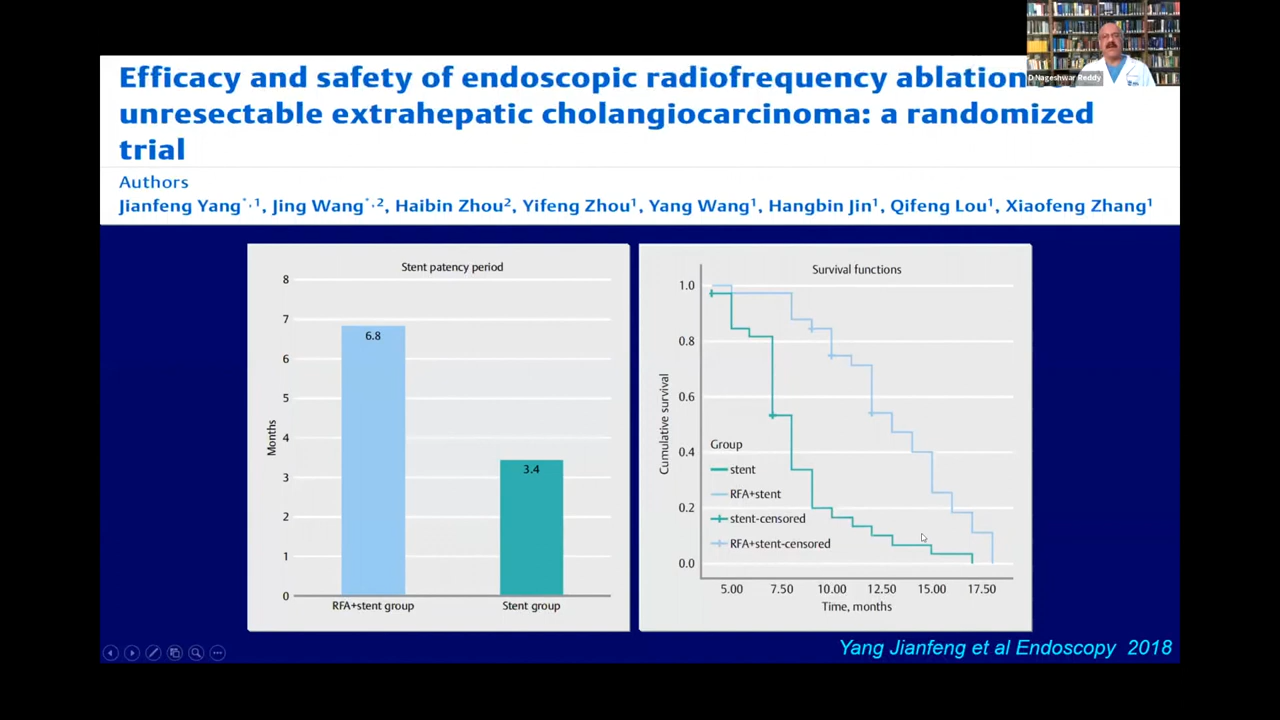 D Nageshwar Reddy
Efficacy and safety of endoscopic radiofrequency ablation
unresectable extrahepatic cholangiocarcinoma: a randomized
trial
Authors
Jianfeng Yang*,1, Jing Wang*,2, Haibin Zhou2, Yifeng Zhou1, Yang Wang1, Hangbin Jin1, Qifeng Lou1, Xiaofeng Zhang1
Stent patency period
8
7
6
5
4
3
2
1
0
Months
6.8
3.4
RFA+stent group
Stent group
Survival functions
1.0
0.8
0.6
0.4
0.2
0.0
Cumulative survival
Group
stent
RFA+stent
stent-censored
RFA+stent-censored
5.00 7.50 10.00 12.50 15.00 17.50
Time, months
Yang Jianfeng et al Endoscopy 2018